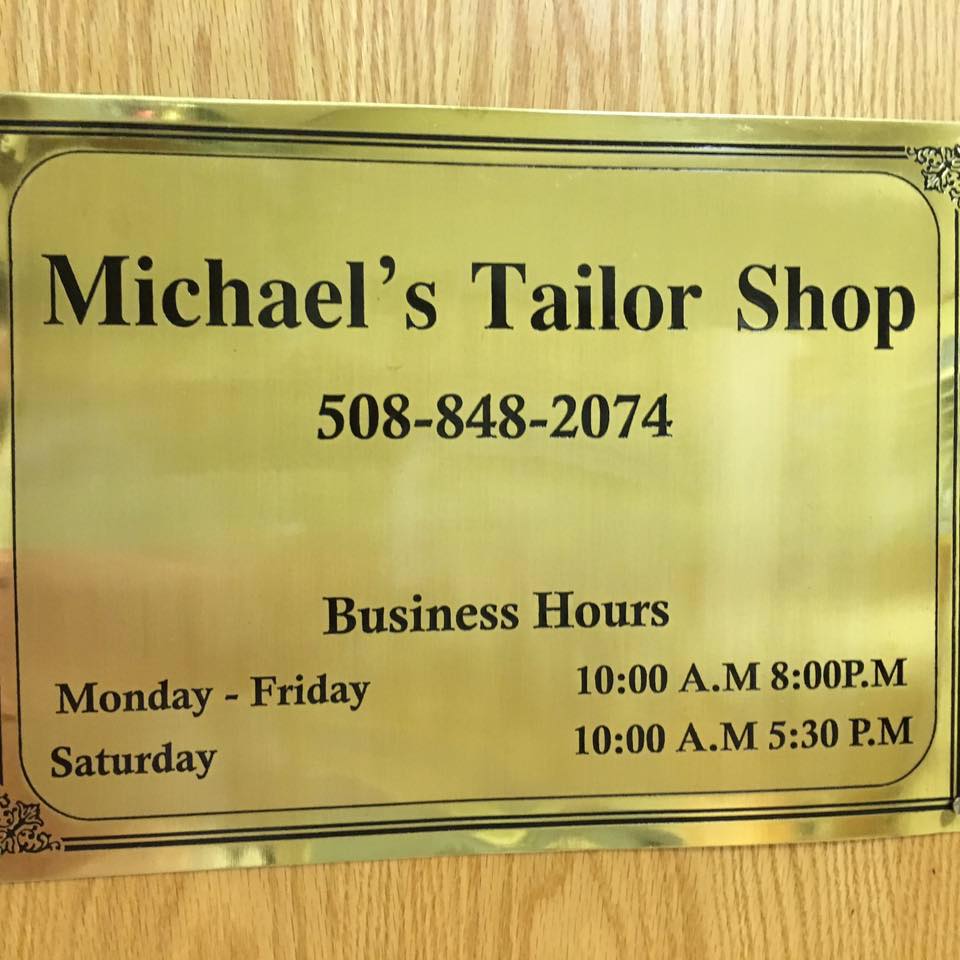 Michael's Tailor Shop
508-848-2074
Business Hours
Monday - Friday 10:00 A.M 8:00P.M
Saturday 10:00 A.M 5:30 P.M